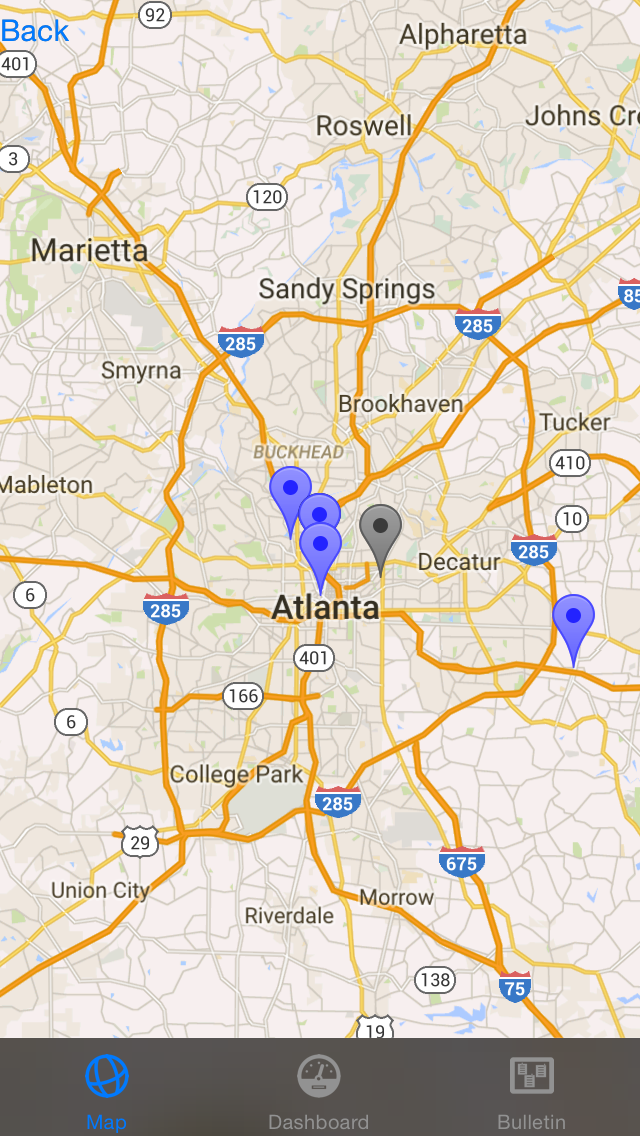 92
Back
Alpharetta
401
Roswell
Johns Cre
3
120
Marietta
Sandy Springs
85
285
285
Smyrna
Brookhaven
Tucker
BUCKHEAD
410
Mableton
10
285
Decatur
6
285
Atlanta
401
166
6
College Park
285
29
675
Union City
Morrow
Riverdale
138
75
19
Map
Dashboard
Bulletin